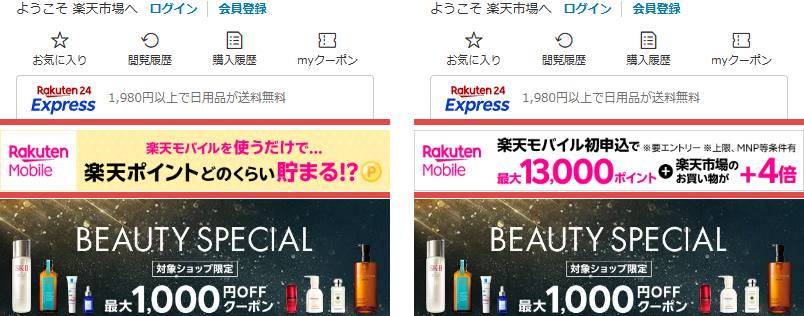 ようこそ 楽天市場へ ログイン 会員登録
お気に入り 閲覧履歴 購入履歴 myクーポン
Rakuten 24
Express
1,980円以上で日用品が送料無料
Rakuten
Mobile
楽天モバイルを使うだけで...
楽天ポイントどのくらい貯まる!?
P
BEAUTY SPECIAL
対象ショップ限定
最大1,000円OFF
クーポン
SK-II
ようこそ 楽天市場へ ログイン 会員登録
お気に入り 閲覧履歴 購入履歴 myクーポン
Rakuten 24
Express
1,980円以上で日用品が送料無料
Rakuten
Mobile
楽天モバイル初申込で ※要エントリー ※上限、MNP等条件有
最大13,000ポイント+楽天市場のお買い物が+4倍
BEAUTY SPECIAL
対象ショップ限定
最大1,000円OFF
クーポン
SK-II